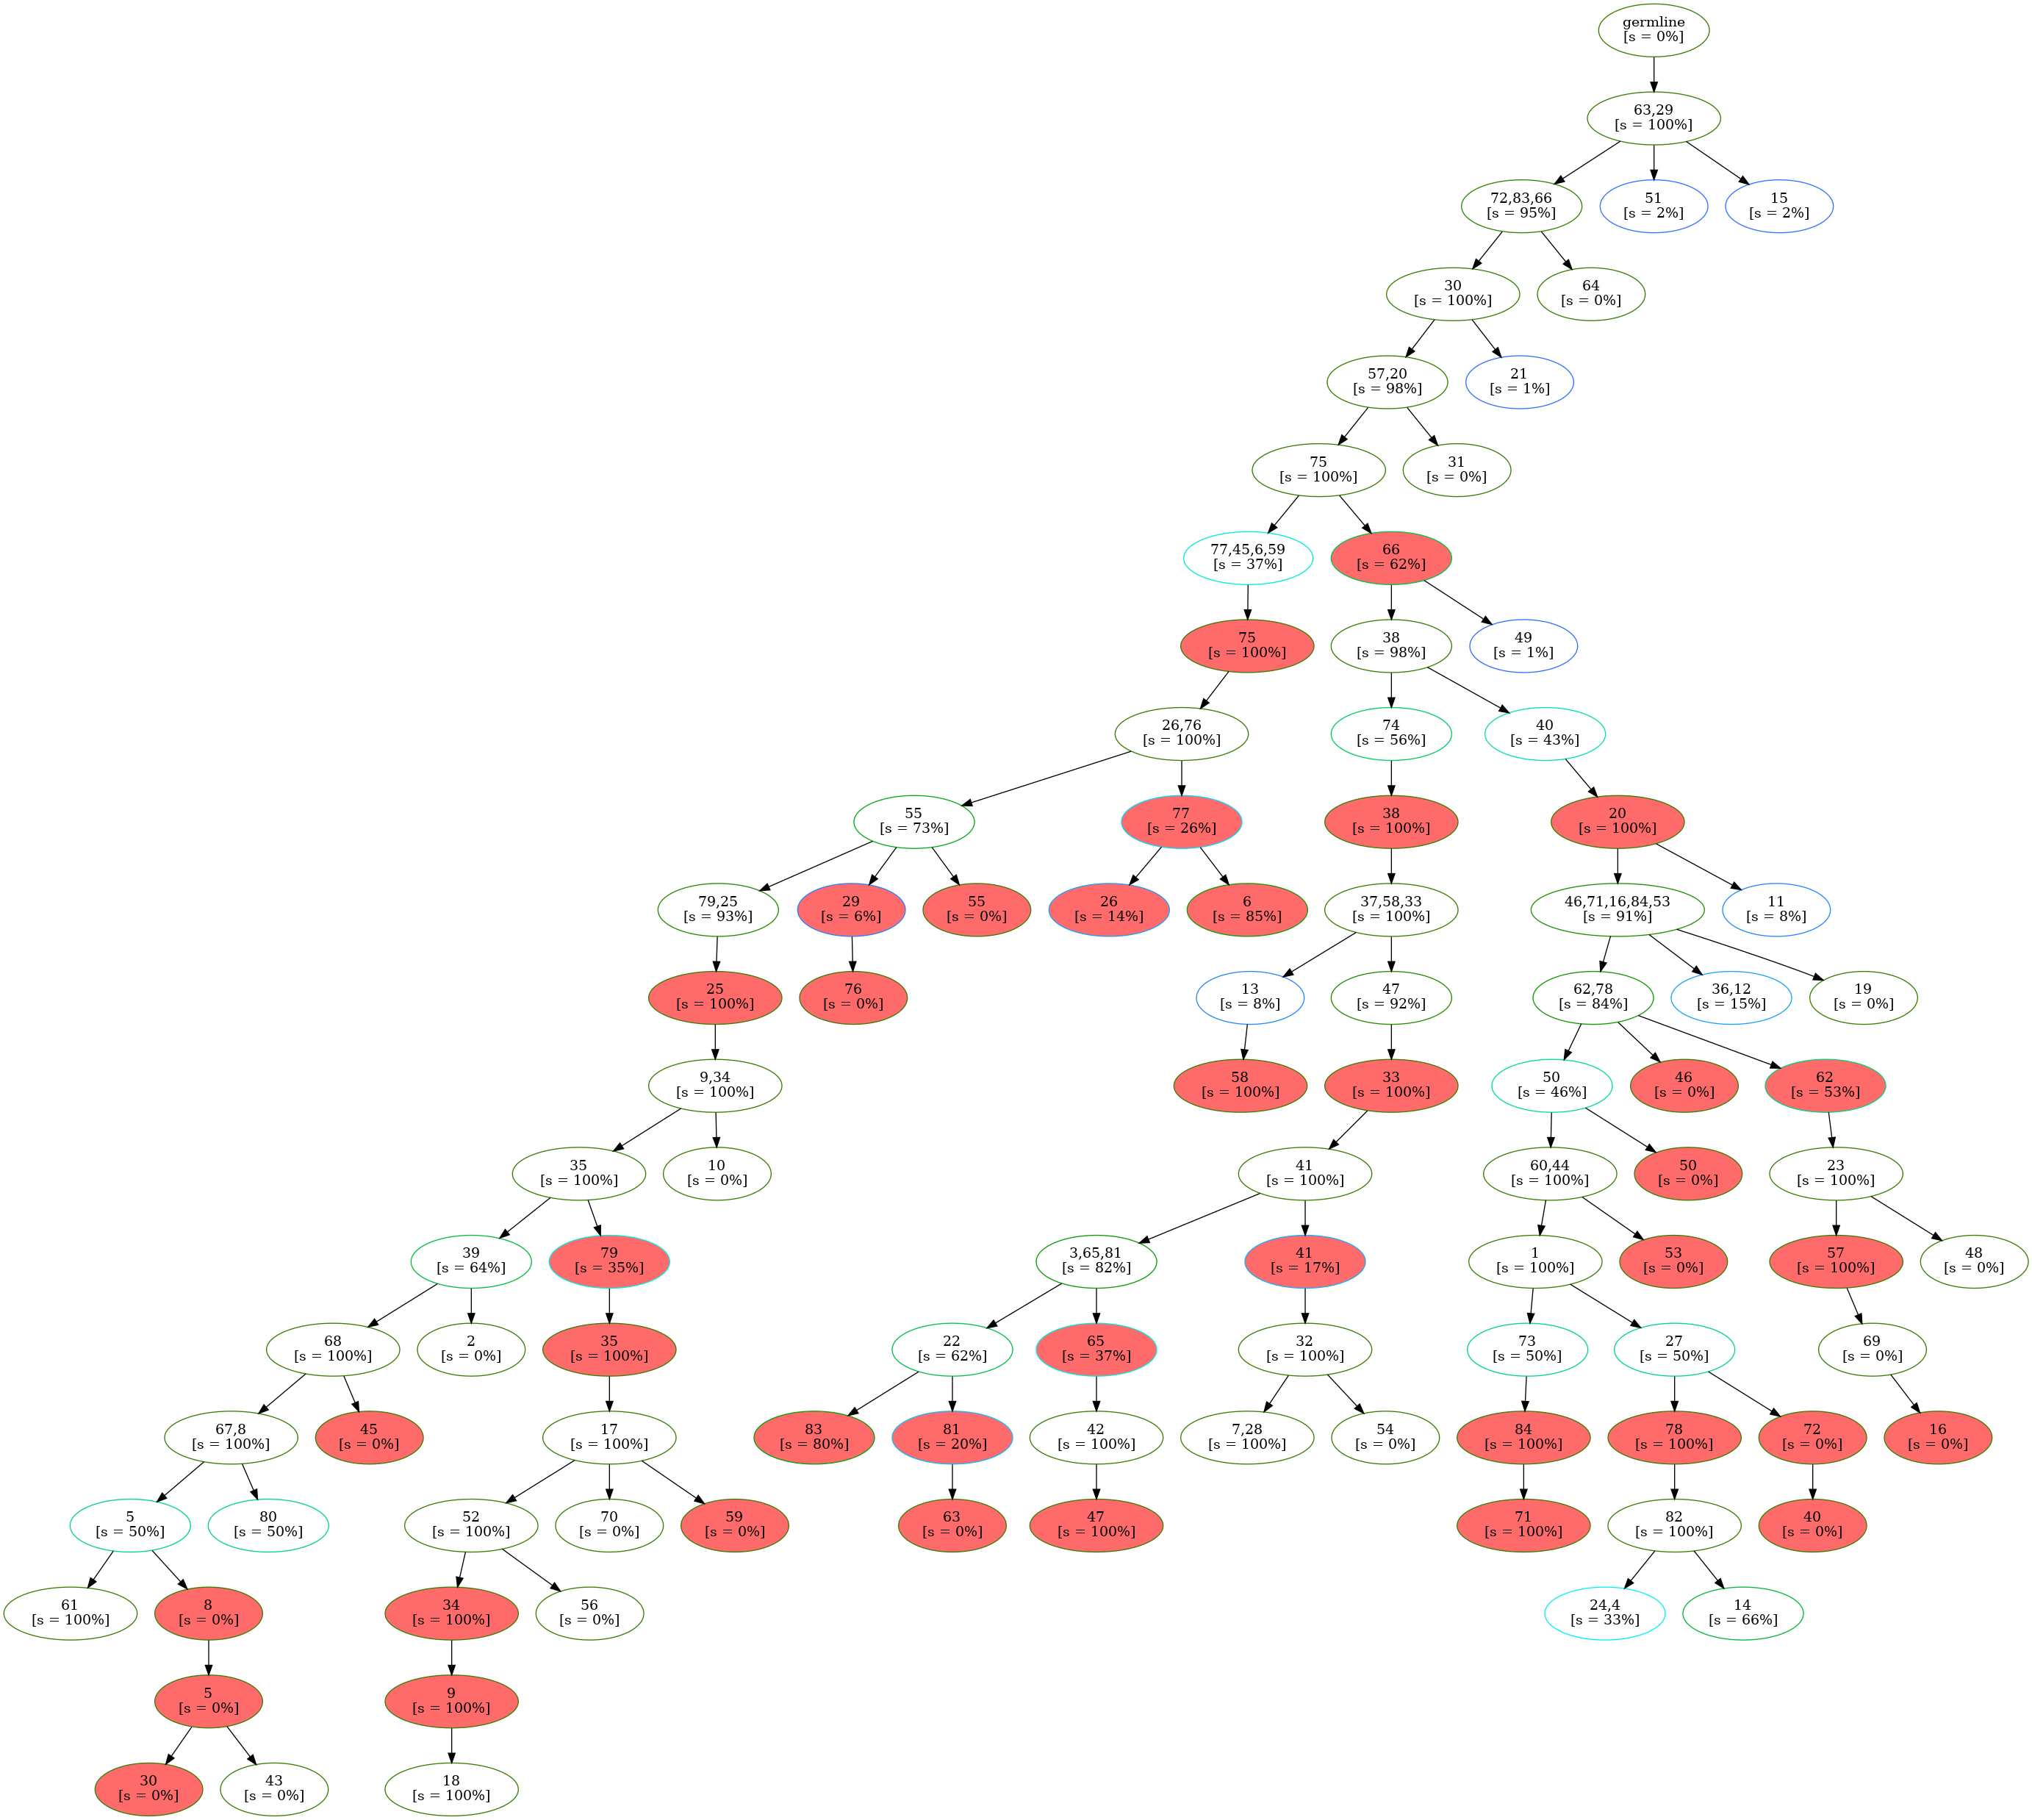 germline
[s = 0%]
63,29
[s = 100%]
72,83,66
[s = 95%]
51
[s = 2%]
15
[s = 2%]
30
[s = 100%]
64
[s = 0%]
57,20
[s = 98%]
21
[s = 1%]
75
[s = 100%]
31
[s = 0%]
77,45,6,59
[s = 37%]
66
[s = 62%]
75
[s = 100%]
38
[s = 98%]
49
[s = 1%]
26,76
[s = 100%]
74
[s = 56%]
40
[s = 43%]
55
[s = 73%]
77
[s = 26%]
38
[s = 100%]
20
[s = 100%]
79,25
[s = 93%]
29
[s = 6%]
55
[s = 0%]
26
[s = 14%]
6
[s = 85%]
37,58,33
[s = 100%]
46,71,16,84,53
[s = 91%]
11
[s = 8%]
25
[s = 100%]
76
[s = 0%]
13
[s = 8%]
47
[s = 92%]
62,78
[s = 84%]
36,12
[s = 15%]
19
[s = 0%]
9,34
[s = 100%]
58
[s = 100%]
33
[s = 100%]
50
[s = 46%]
46
[s = 0%]
62
[s = 53%]
35
[s = 100%]
10
[s = 0%]
41
[s = 100%]
60,44
[s = 100%]
50
[s = 0%]
23
[s = 100%]
39
[s = 64%]
79
[s = 35%]
3,65,81
[s = 82%]
41
[s = 17%]
1
[s = 100%]
53
[s = 0%]
57
[s = 100%]
48
[s = 0%]
68
[s = 100%]
2
[s = 0%]
35
[s = 100%]
22
[s = 62%]
65
[s = 37%]
32
[s = 100%]
73
[s = 50%]
27
[s = 50%]
69
[s = 0%]
67,8
[s = 100%]
45
[s = 0%]
17
[s = 100%]
83
[s = 80%]
81
[s = 20%]
42
[s = 100%]
7,28
[s = 100%]
54
[s = 0%]
84
[s = 100%]
78
[s = 100%]
72
[s = 0%]
16
[s = 0%]
5
[s = 50%]
80
[s = 50%]
52
[s = 100%]
70
[s = 0%]
59
[s = 0%]
63
[s = 0%]
47
[s = 100%]
71
[s = 100%]
82
[s = 100%]
40
[s = 0%]
61
[s = 100%]
8
[s = 0%]
34
[s = 100%]
56
[s = 0%]
24,4
[s = 33%]
14
[s = 66%]
5
[s = 0%]
9
[s = 100%]
30
[s = 0%]
43
[s = 0%]
18
[s = 100%]